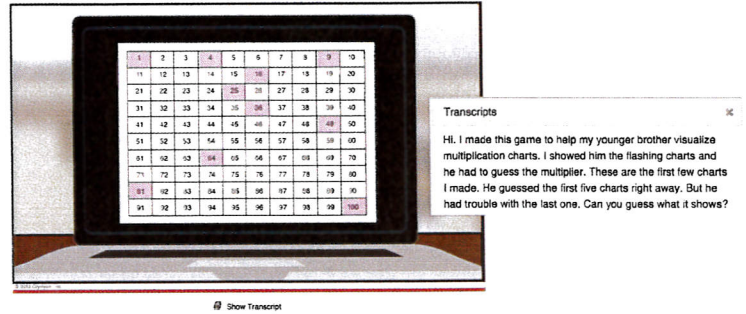 1 2 3 4 5 6 7 8 9 10
11 12 13 14 15 16 17 18 19 20
21 22 23 24 25 26 27 28 29 30
31 32 33 34 35 36 37 38 39 40
41 42 43 44 45 46 47 48 49 50
51 52 53 54 55 56 57 58 59 60
61 62 63 64 65 66 67 68 69 70
71 72 73 74 75 76 77 78 79 80
81 82 83 84 85 86 87 88 89 90
91 92 93 94 95 96 97 98 99 100
Show Transcript
Transcripts
Hi. I made this game to help my younger brother visualize
multiplication charts. I showed him the flashing charts and
he had to guess the multiplier. These are the first few charts
I made. He guessed the first five charts right away. But he
had trouble with the last one. Can you guess what it shows?